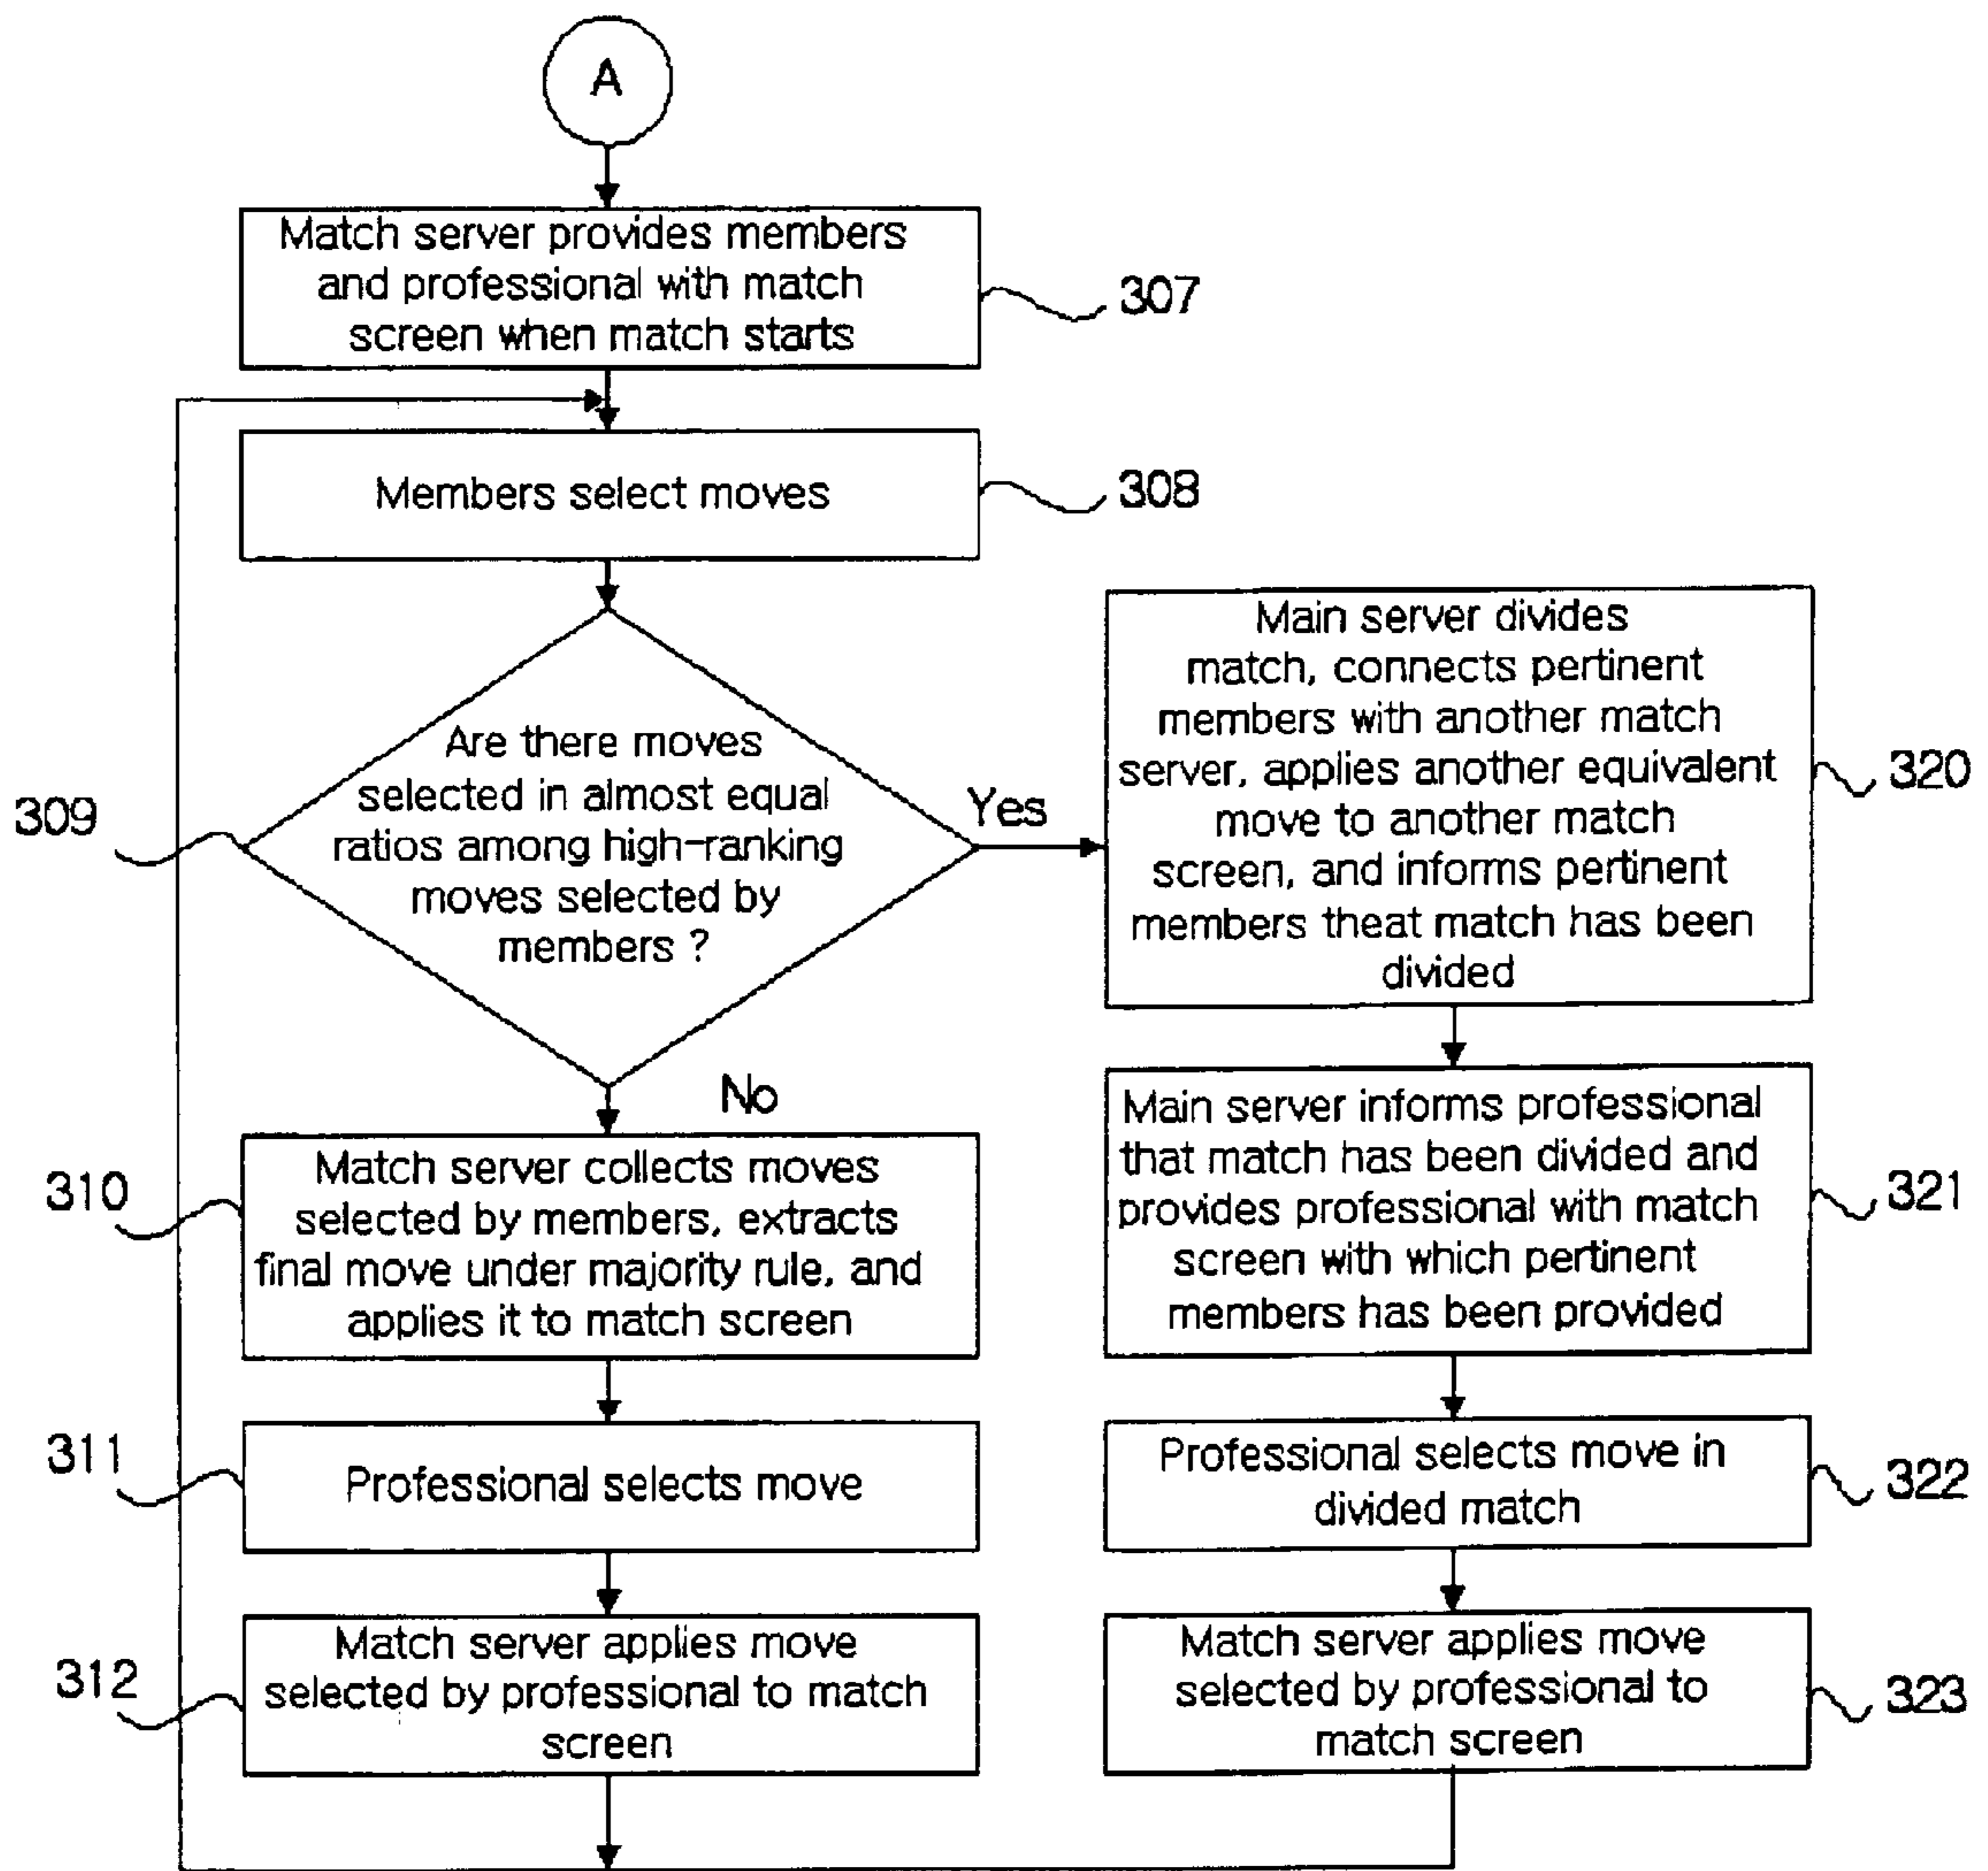 A
Match server provides members
and professional with match
screen when match starts
307
Members select moves
308
Are there moves
selected in almost equal
ratios among high-ranking
moves selected by
members ?
309
Yes
No
Match server collects moves
selected by members, extracts
final move under majority rule, and
applies it to match screen
310
Professional selects move
311
Match server applies move
selected by professional to match
screen
312
Main server divides
match, connects pertinent
members with another match
server, applies another equivalent
move to another match
screen, and informs pertinent
members theat match has been
divided
320
Main server informs professional
that match has been divided and
provides professional with match
screen with which pertinent
members has been provided
321
Professional selects move in
divided match
322
Match server applies move
selected by professional to
match screen
323